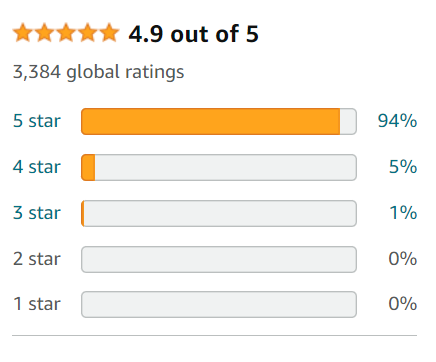 4.9 out of 5
3,384 global ratings
5 star 94%
4 star 5%
3 star 1%
2 star 0%
1 star 0%